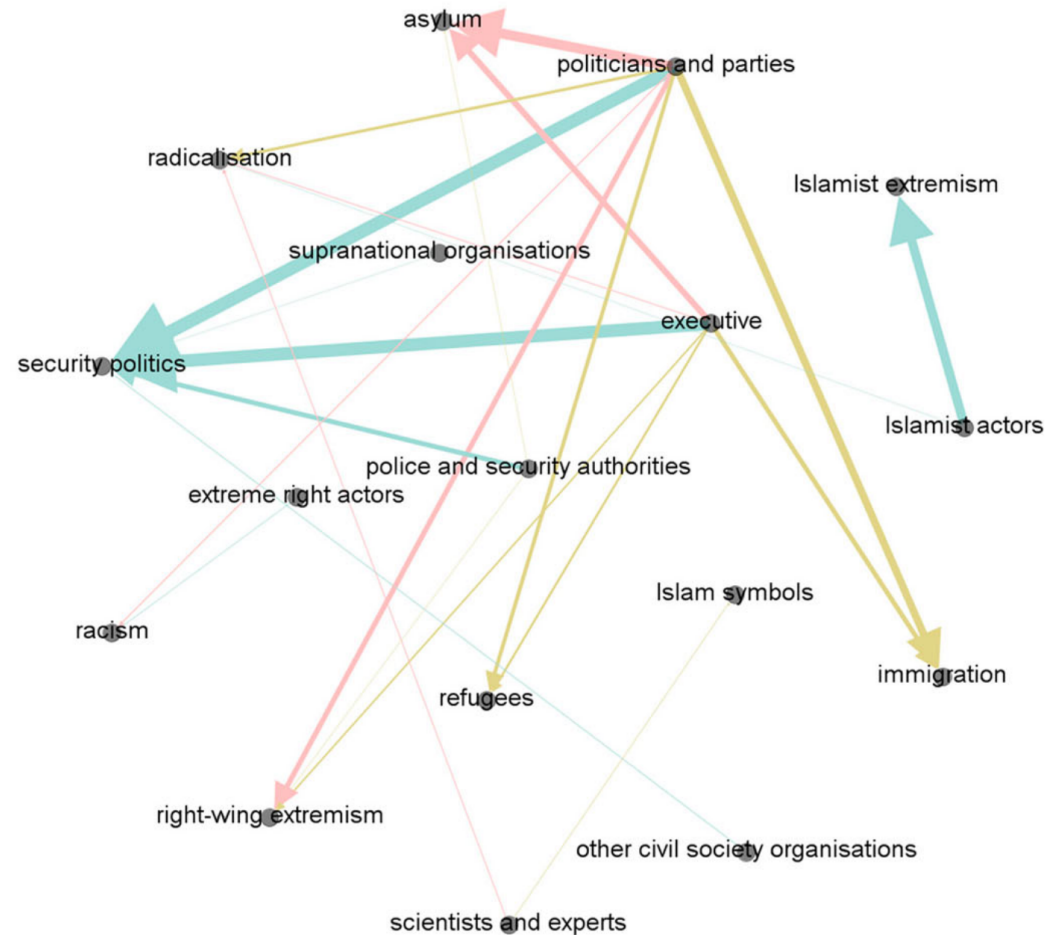 asylum
politicians and parties
radicalisation
Islamist extremism
supranational organisations
executive
security politics
Islamist actors
police and security authorities
extreme right actors
Islam symbols
racism
immigration
refugees
right-wing extremism
other civil society organisations
scientists and experts